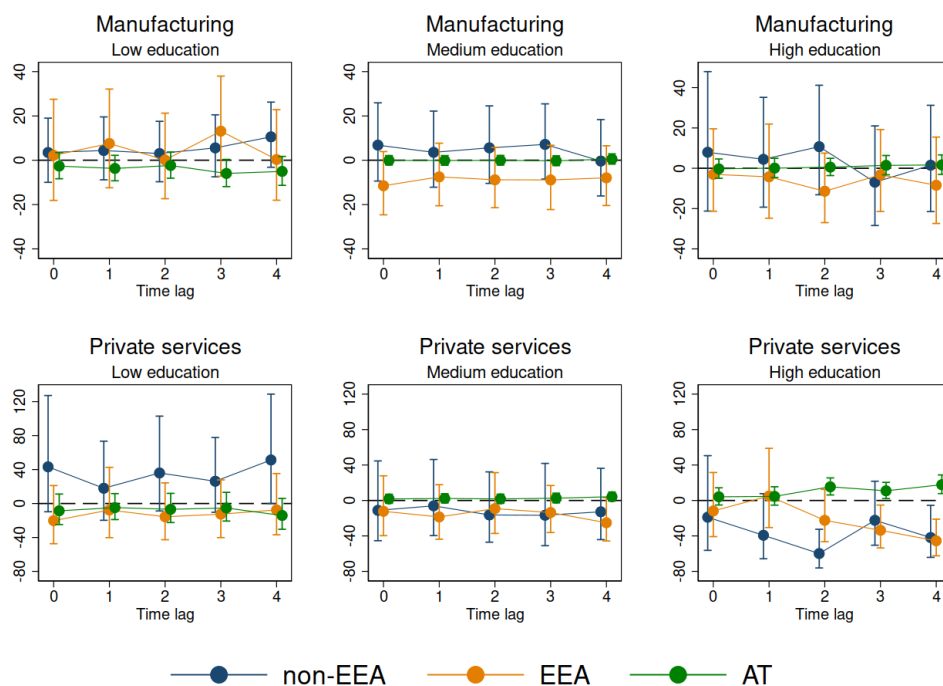 Manufacturing
Low education
40
20
0
-20
-40
0 1 2 3 4
Time lag
Manufacturing
Medium education
40
20
0
-20
-40
0 1 2 3 4
Time lag
Manufacturing
High education
40
20
0
-20
-40
0 1 2 3 4
Time lag
Private services
Low education
120
80
40
0
-40
-80
0 1 2 3 4
Time lag
Private services
Medium education
120
80
40
0
-40
-80
0 1 2 3 4
Time lag
Private services
High education
120
80
40
0
-40
-80
0 1 2 3 4
Time lag
non-EEA EEA AT